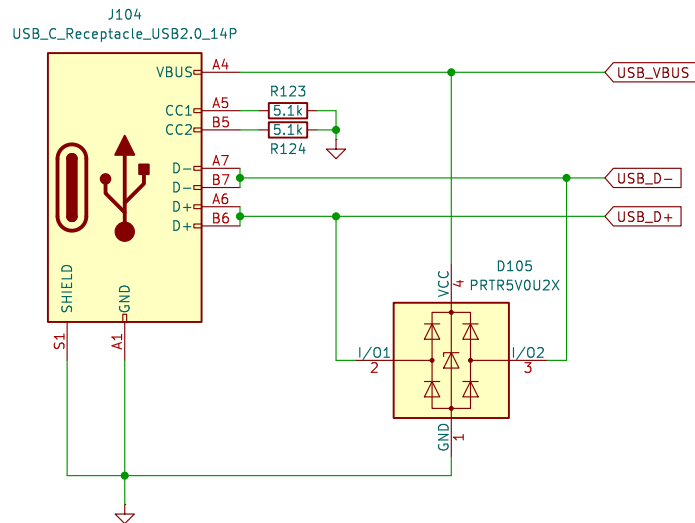 J104
USB_C_Receptacle_USB2.0_14P
VBUS A4
USB_VBUS
R123
CC1 A5 5.1k
CC2 B5 5.1k
R124
D- A7
D- B7
USB_D-
D+ A6
D+ B6
USB_D+
SHIELD
GND
S1
A1
D105
PRTR5V0U2X
VCC
4
I/O1
2
I/O2
3
GND
1